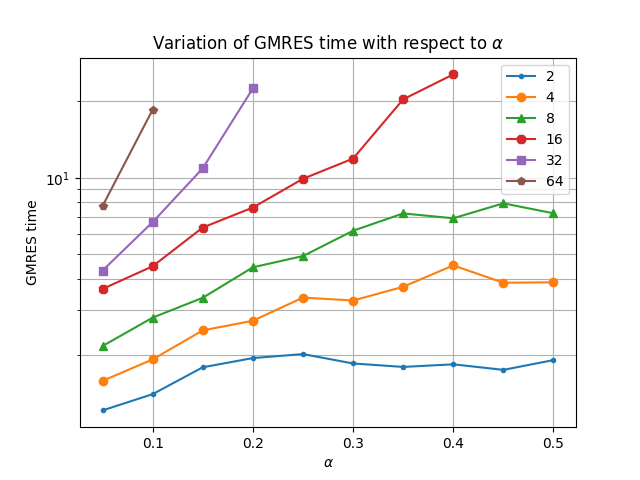 Variation of GMRES time with respect to α
2
4
8
16
32
64
10¹
GMRES time
0.1 0.2 0.3 0.4 0.5
α